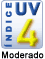 ÍNDICE
UV
4
Moderado